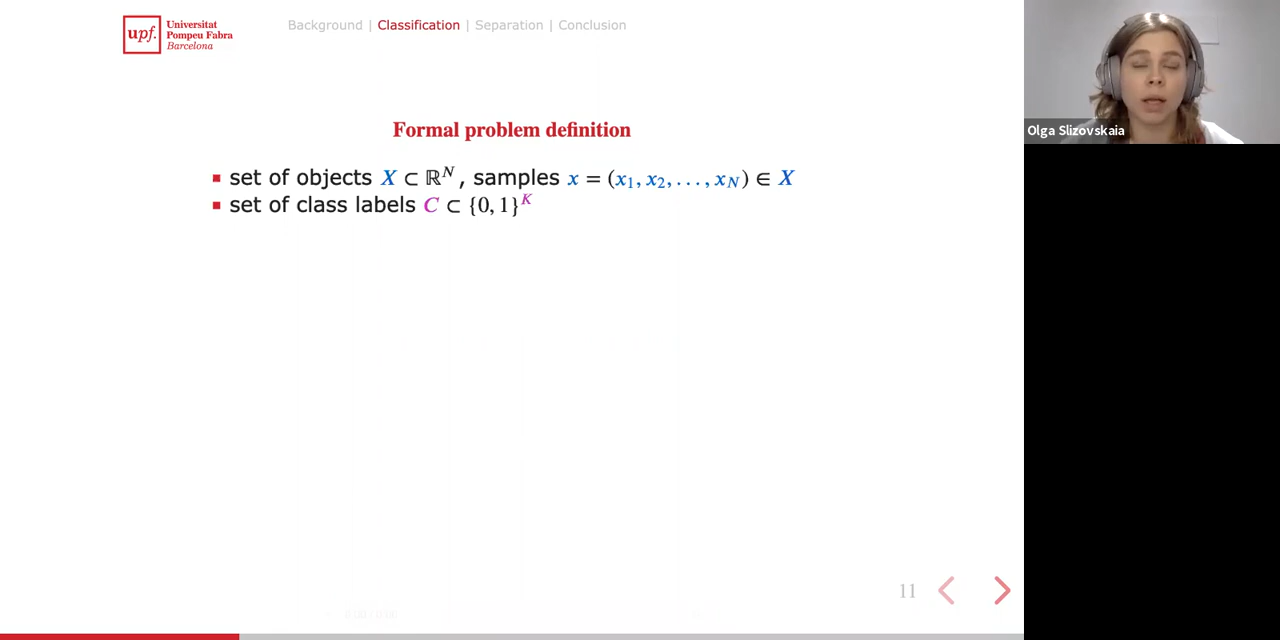 upf. Universitat
Pompeu Fabra
Barcelona
Background | Classification | Separation | Conclusion
Olga Slizovskaia
Formal problem definition
set of objects X ⊂ ℝ^N, samples x = (x₁, x₂, . . . , x_N) ∈ X
set of class labels C ⊂ {0, 1}^K
11